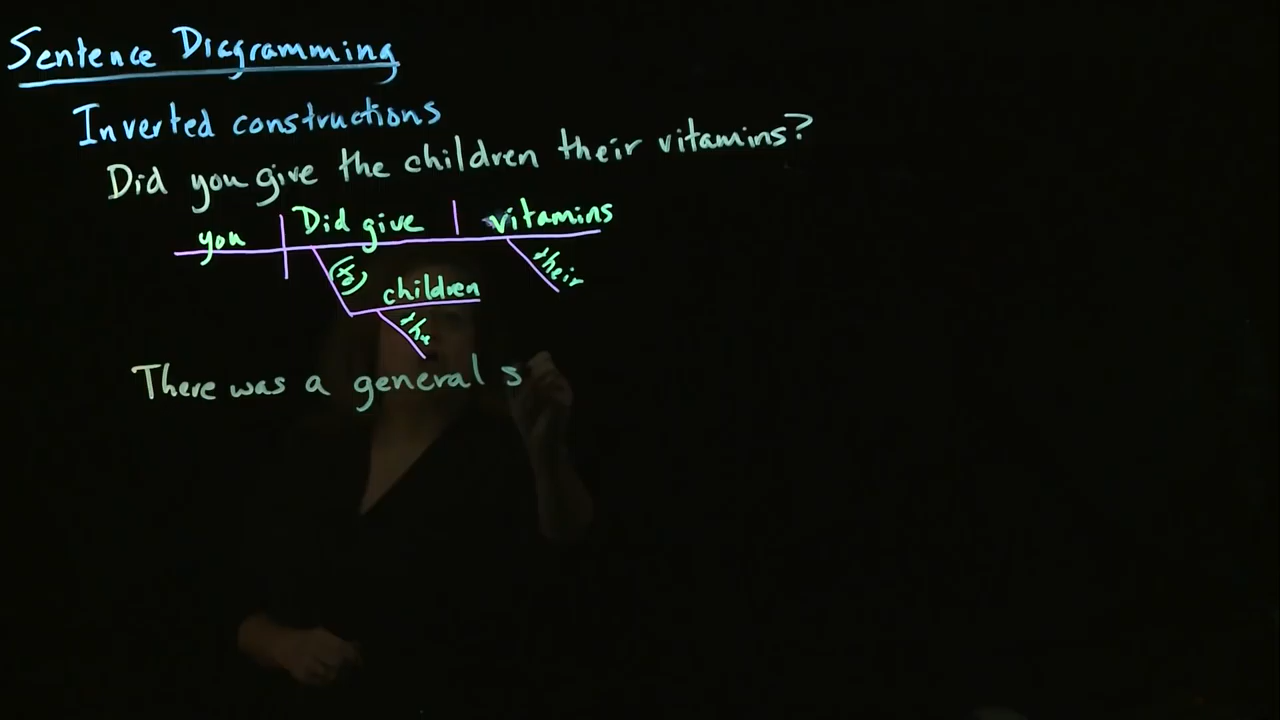 Sentence Diagramming
Inverted constructions
Did you give the children their vitamins?
you Did give vitamins
(to) their
children
the
There was a general s